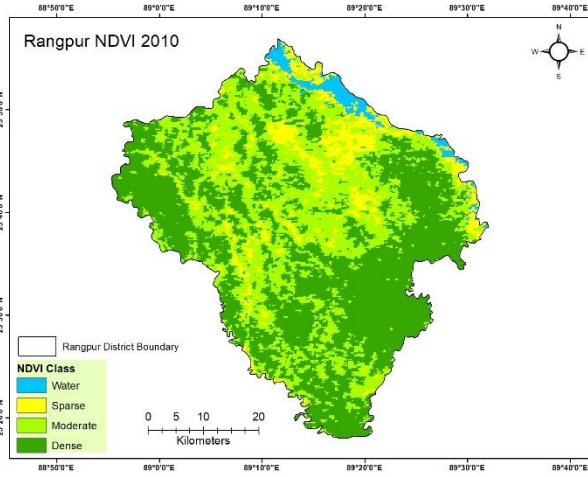 88°50'0"E 89°0'0"E 89°10'0"E 89°20'0"E 89°30'0"E 89°40'0"E
Rangpur NDVI 2010
N
W E
S
Rangpur District Boundary
NDVI Class
Water
Sparse
Moderate
Dense
0 5 10 20
Kilometers
88°50'0"E 89°0'0"E 89°10'0"E 89°20'0"E 89°30'0"E 89°40'0"E